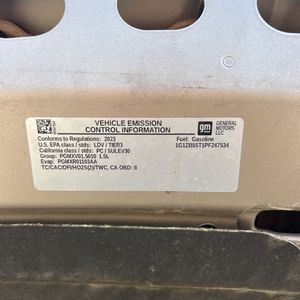 VEHICLE EMISSION
CONTROL INFORMATION
gm
GENERAL
MOTORS
LLC
Conforms to Regulations: 2023
Fuel: Gasoline
U.S. EPA class / stds: LDV / TIER3
1G1ZB5ST1PF247534
California class / stds: PC / SULEV30
Group: PGMXV01.5010 1.5L
Evap: PGMXR01103AA
TC/CAC/DFI/HO2S(2)/TWC, CA OBD: II